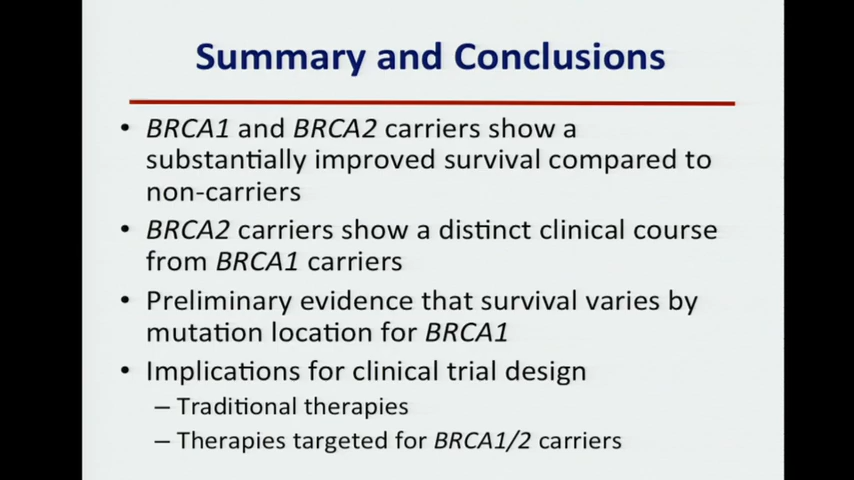 Summary and Conclusions
• BRCA1 and BRCA2 carriers show a
substantially improved survival compared to
non-carriers
• BRCA2 carriers show a distinct clinical course
from BRCA1 carriers
• Preliminary evidence that survival varies by
mutation location for BRCA1
• Implications for clinical trial design
– Traditional therapies
– Therapies targeted for BRCA1/2 carriers